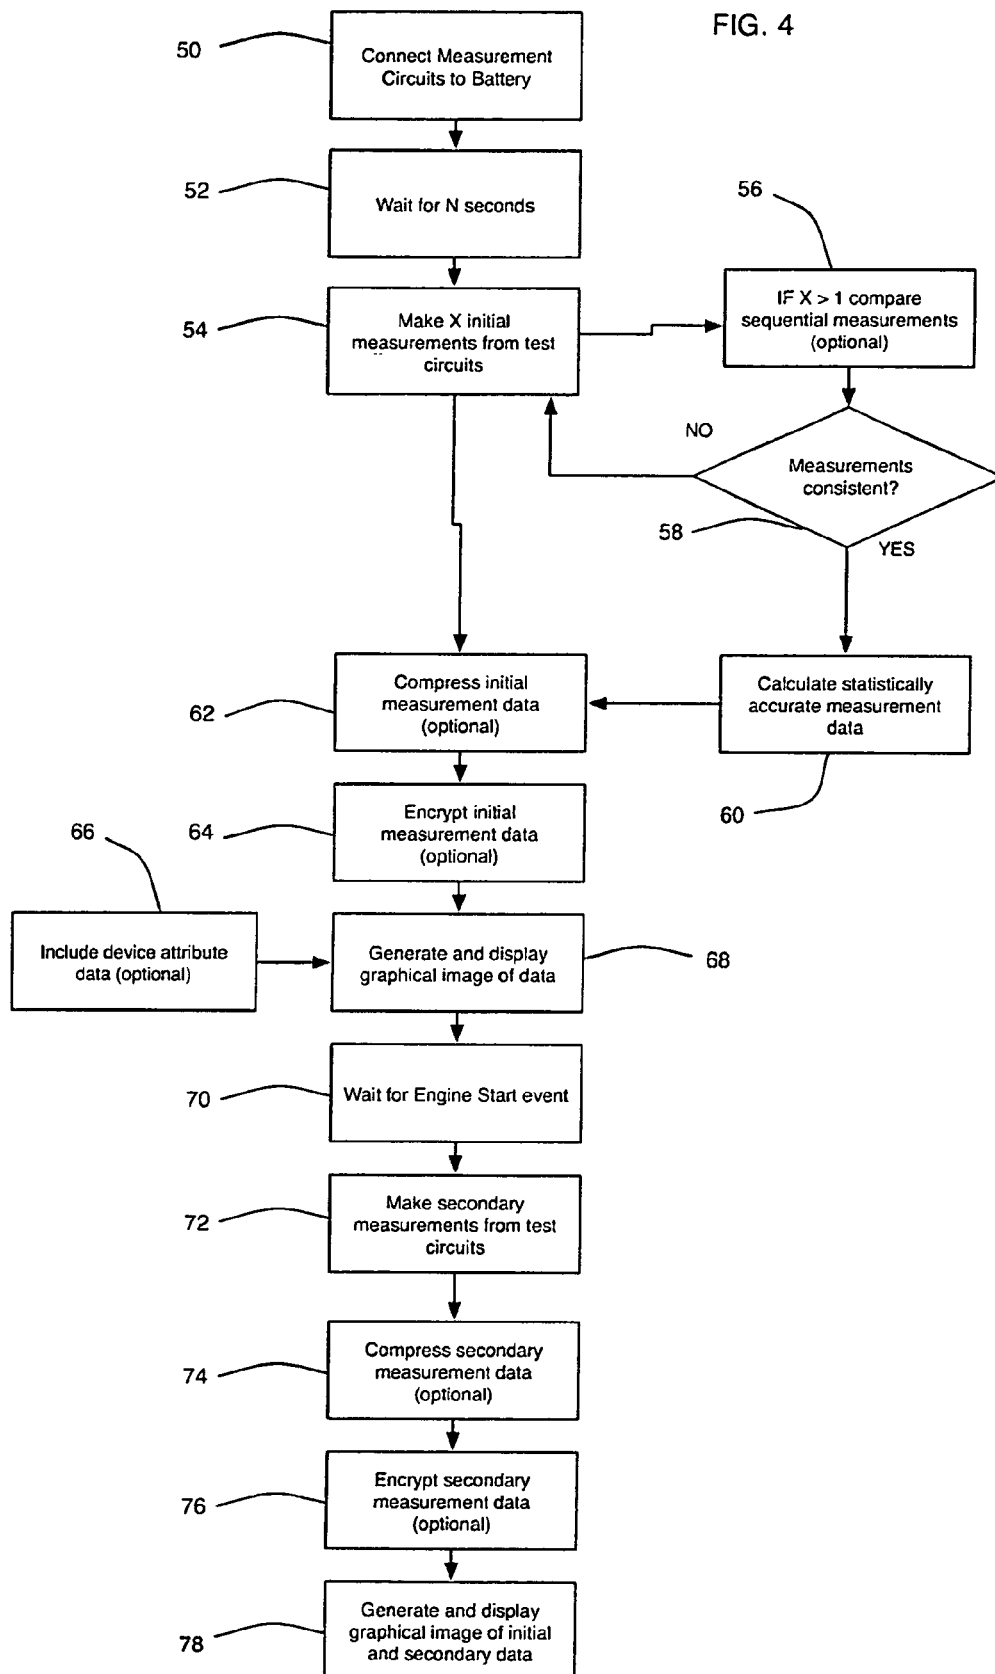 FIG. 4
50
Connect Measurement
Circuits to Battery
52
Wait for N seconds
56
54
Make X initial
measurements from test
circuits
IF X > 1 compare
sequential measurements
(optional)
NO
Measurements
consistent?
58
YES
62
Compress initial
measurement data
(optional)
Calculate statistically
accurate measurement
data
60
64
Encrypt initial
measurement data
(optional)
66
Include device attribute
data (optional)
Generate and display
graphical image of data
68
70
Wait for Engine Start event
72
Make secondary
measurements from test
circuits
74
Compress secondary
measurement data
(optional)
76
Encrypt secondary
measurement data
(optional)
78
Generate and display
graphical image of initial
and secondary data